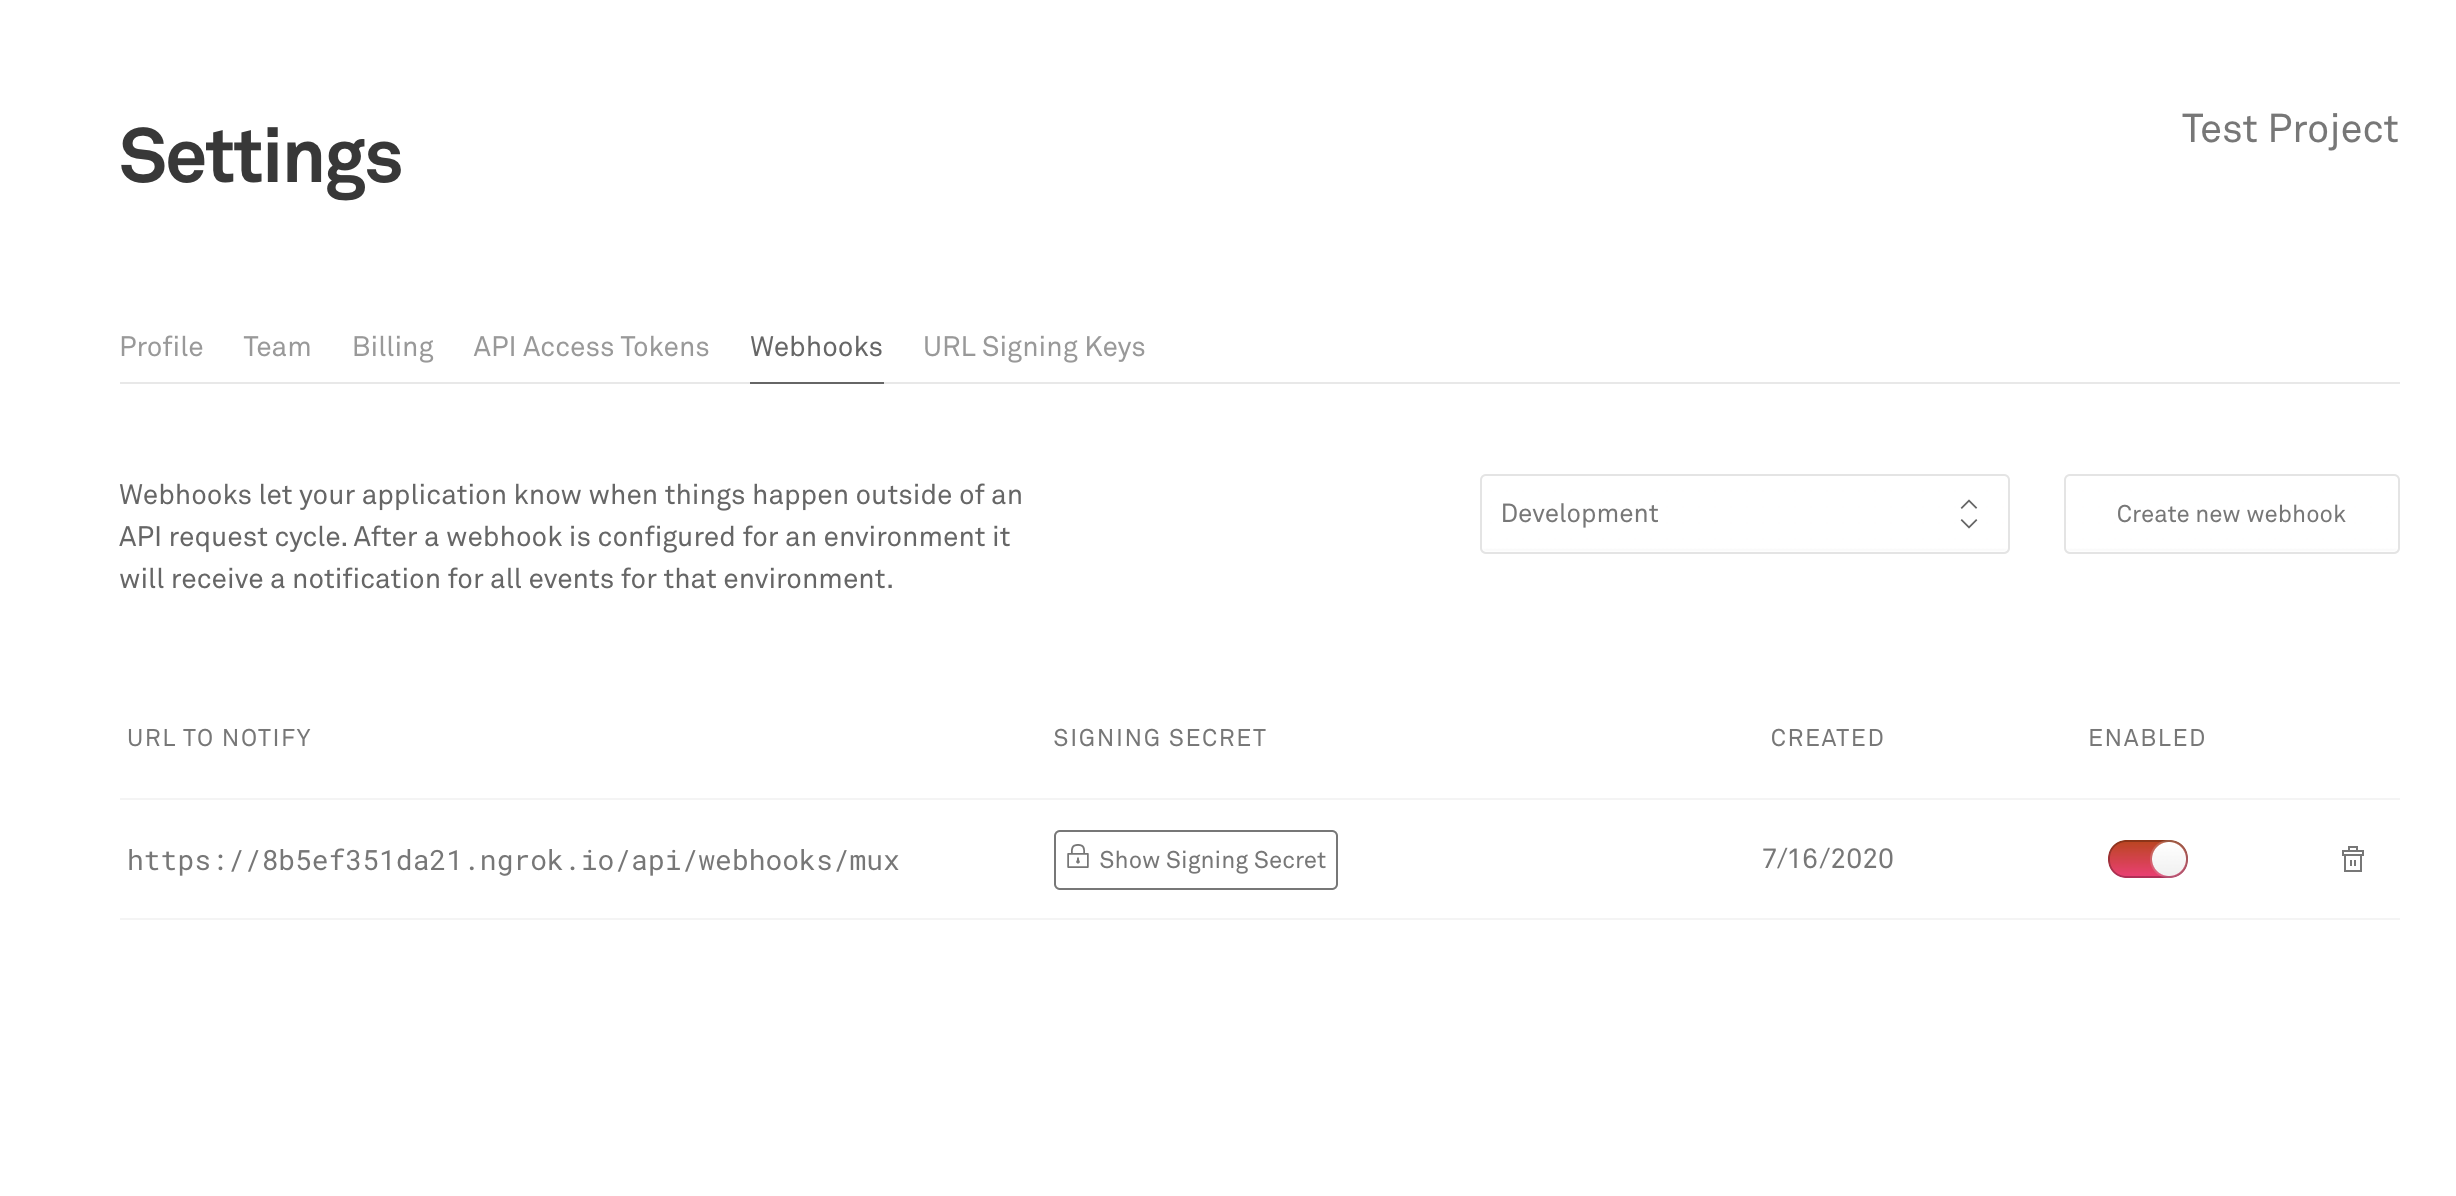 Settings
Test Project
Profile Team Billing API Access Tokens Webhooks URL Signing Keys
Webhooks let your application know when things happen outside of an
API request cycle. After a webhook is configured for an environment it
will receive a notification for all events for that environment.
Development
Create new webhook
URL TO NOTIFY SIGNING SECRET CREATED ENABLED
https://8b5ef351da21.ngrok.io/api/webhooks/mux Show Signing Secret 7/16/2020